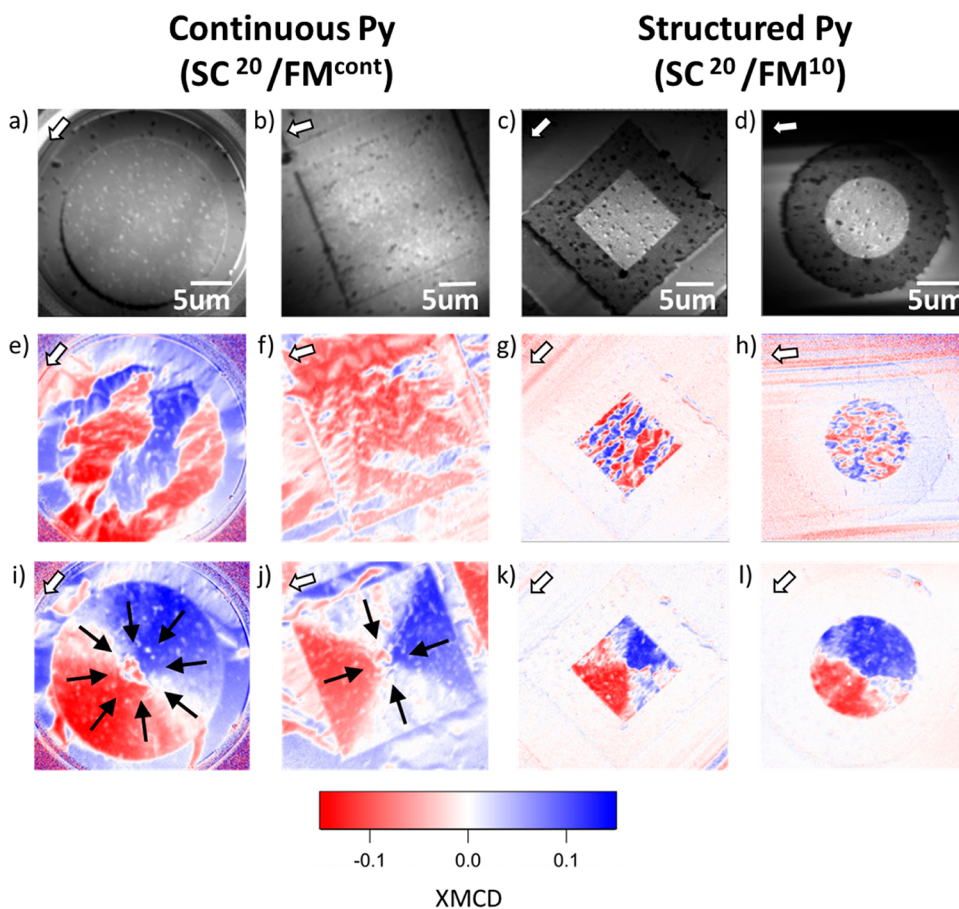 Continuous Py
(SC 20 /FMcont)
Structured Py
(SC 20 /FM10)
a)
b)
c)
d)
5um
5um
5um
5um
e)
f)
g)
h)
i)
j)
k)
l)
-0.1
0.0
0.1
XMCD